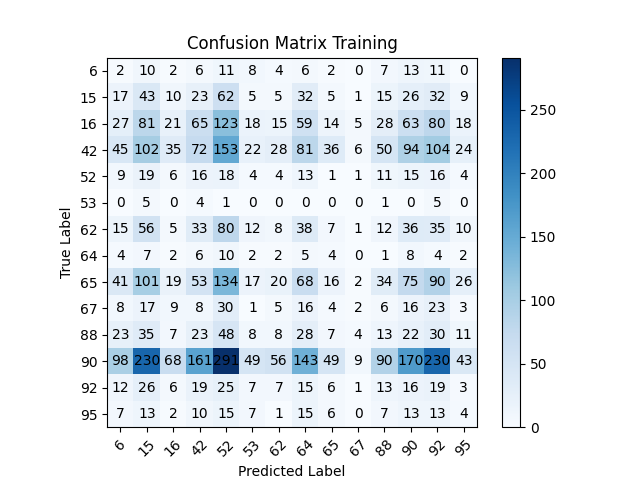 Confusion Matrix Training
6 2 10 2 6 11 8 4 6 2 0 7 13 11 0
15 17 43 10 23 62 5 5 32 5 1 15 26 32 9
16 27 81 21 65 123 18 15 59 14 5 28 63 80 18
42 45 102 35 72 153 22 28 81 36 6 50 94 104 24
52 9 19 6 16 18 4 4 13 1 1 11 15 16 4
53 0 5 0 4 1 0 0 0 0 0 1 0 5 0
62 15 56 5 33 80 12 8 38 7 1 12 36 35 10
64 4 7 2 6 10 2 2 5 4 0 1 8 4 2
65 41 101 19 53 134 17 20 68 16 2 34 75 90 26
67 8 17 9 8 30 1 5 16 4 2 6 16 23 3
88 23 35 7 23 48 8 8 28 7 4 13 22 30 11
90 98 230 68 161 291 49 56 143 49 9 90 170 230 43
92 12 26 6 19 25 7 7 15 6 1 13 16 19 3
95 7 13 2 10 15 7 1 15 6 0 7 13 13 4
6 15 16 42 52 53 62 64 65 67 88 90 92 95
Predicted Label
True Label
250
200
150
100
50
0